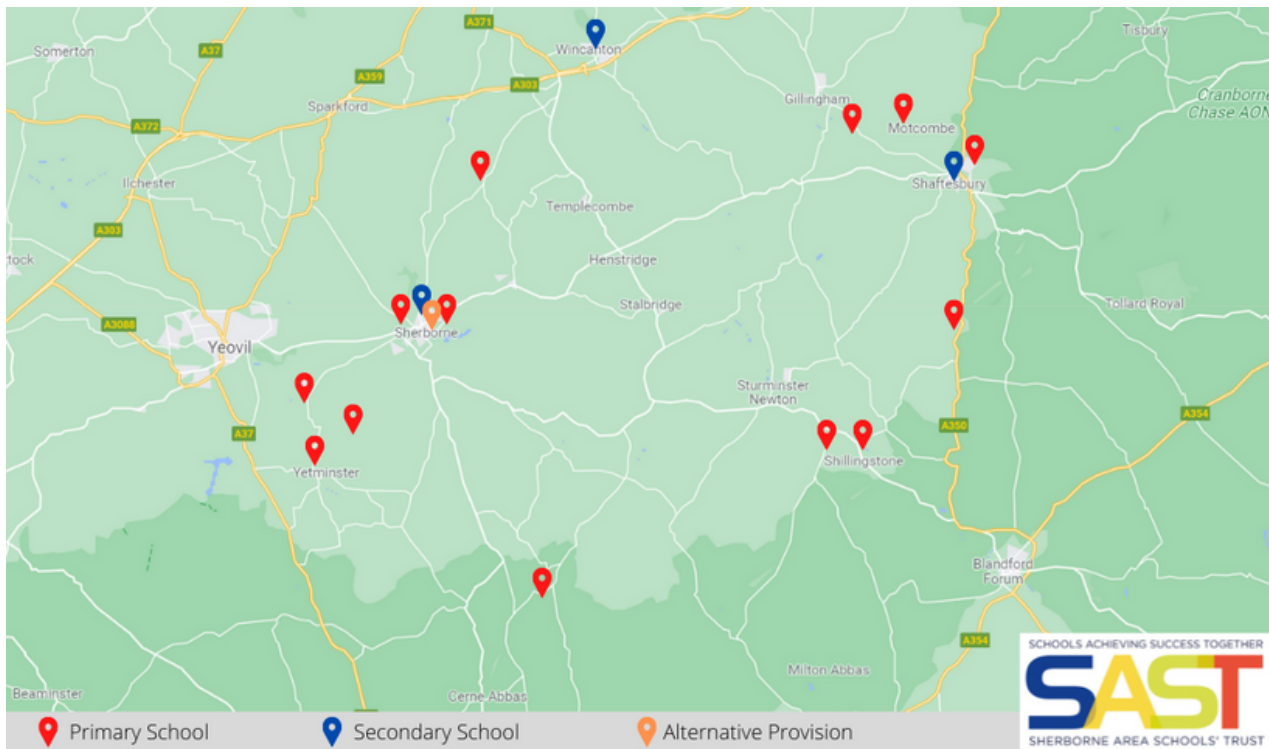 A371
Tisbury
A37
Somerton
Wincanton
A359
A303
Sparkford
Gillingham
Cranborne
Chase AON
A372
Motcombe
Ilchester
Shaftesbury
Templecombe
A303
Henstridge
tock
Stalbridge
Tollard Royal
A3088
Sherborne
Yeovil
Sturminster
Newton
A354
A350
A37
Shillingstone
Yetminster
Blandford
Forum
A354
Milton Abbas
Beaminster
Cerne Abbas
SCHOOLS ACHIEVING SUCCESS TOGETHER
SAST
SHERBORNE AREA SCHOOLS' TRUST
Primary School
Secondary School
Alternative Provision